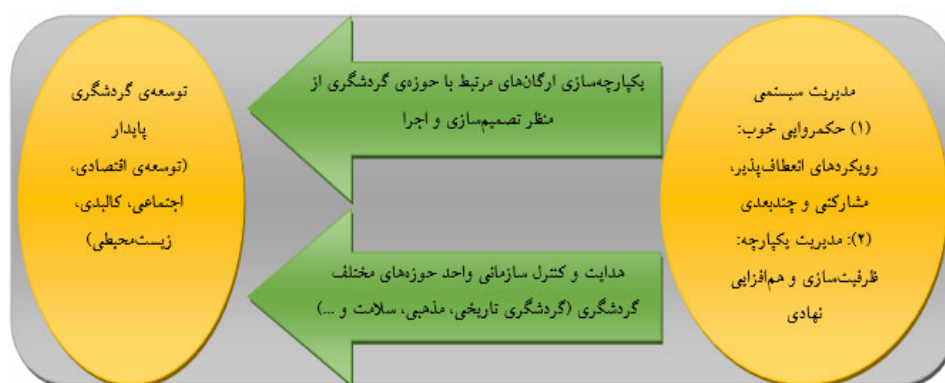 مدیریت سیستمی
(۱) حکمروایی خوب:
رویکردهای انعطاف‌پذیر،
مشارکتی و چندبعدی
(۲): مدیریت یکپارچه:
ظرفیت‌سازی و هم‌افزایی
نهادی
یکپارچه‌سازی ارگان‌های مرتبط با حوزه‌ی گردشگری از
منظر تصمیم‌سازی و اجرا
هدایت و کنترل سازمانی واحد حوزه‌های مختلف
گردشگری (گردشگری تاریخی، مذهبی، سلامت و ...)
توسعه‌ی گردشگری
پایدار
(توسعه‌ی اقتصادی،
اجتماعی، کالبدی،
زیست‌محیطی)